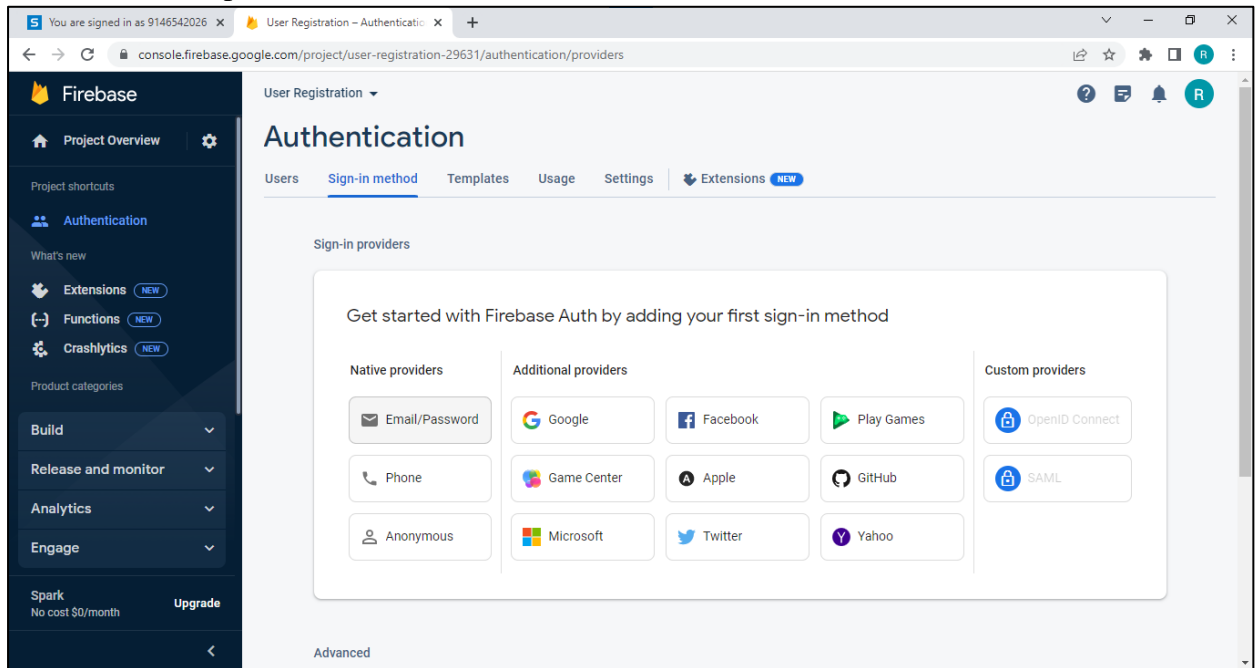 You are signed in as 9146542026
User Registration – Authenticatio
console.firebase.google.com/project/user-registration-29631/authentication/providers
R
Firebase
Project Overview
Project shortcuts
Authentication
What's new
Extensions NEW
Functions NEW
Crashlytics NEW
Product categories
Build
Release and monitor
Analytics
Engage
Spark
No cost $0/month
Upgrade
User Registration
R
Authentication
Users Sign-in method Templates Usage Settings Extensions NEW
Sign-in providers
Get started with Firebase Auth by adding your first sign-in method
Native providers Additional providers Custom providers
Email/Password Google Facebook Play Games OpenID Connect
Phone Game Center Apple GitHub SAML
Anonymous Microsoft Twitter Yahoo
Advanced